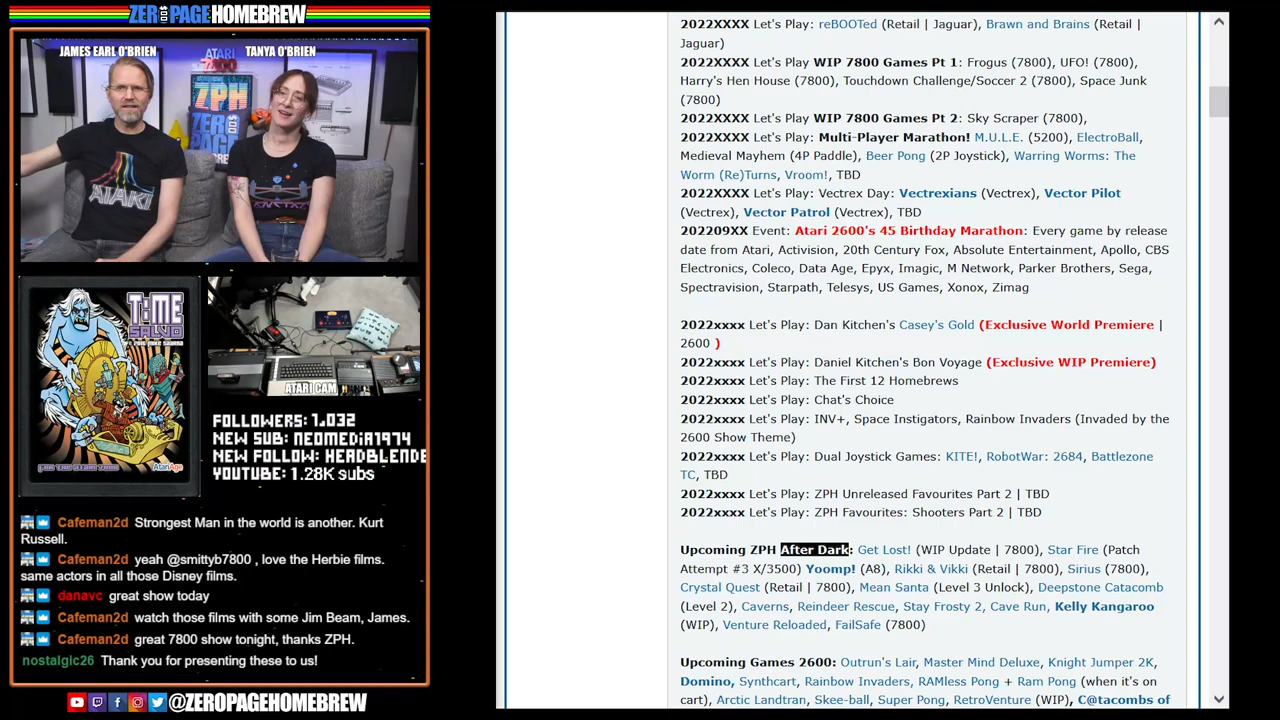 ZERO PAGE HOMEBREW
JAMES EARL O'BRIEN
TANYA O'BRIEN
ATARI
ZPH
ATARI
T:ME
SALVO
AtariAge
ATARI CAM
FOLLOWERS: 1,032
NEW SUB: NEOMEDIA1974
NEW FOLLOW: HEADBLENDE
YOUTUBE: 1.28K subs
Cafeman2d Strongest Man in the world is another. Kurt
Russell.
Cafeman2d yeah @smittyb7800 , love the Herbie films.
same actors in all those Disney films.
danavc great show today
Cafeman2d watch those films with some Jim Beam, James.
Cafeman2d great 7800 show tonight, thanks ZPH.
nostalgic26 Thank you for presenting these to us!
@ZEROPAGEHOMEBREW
2022XXXX Let's Play: reBOOTed (Retail | Jaguar), Brawn and Brains (Retail |
Jaguar)
2022XXXX Let's Play WIP 7800 Games Pt 1: Frogus (7800), UFO! (7800),
Harry's Hen House (7800), Touchdown Challenge/Soccer 2 (7800), Space Junk
(7800)
2022XXXX Let's Play WIP 7800 Games Pt 2: Sky Scraper (7800),
2022XXXX Let's Play: Multi-Player Marathon! M.U.L.E. (5200), ElectroBall,
Medieval Mayhem (4P Paddle), Beer Pong (2P Joystick), Warring Worms: The
Worm (Re)Turns, Vroom!, TBD
2022XXXX Let's Play: Vectrex Day: Vectrexians (Vectrex), Vector Pilot
(Vectrex), Vector Patrol (Vectrex), TBD
202209XX Event: Atari 2600's 45 Birthday Marathon: Every game by release
date from Atari, Activision, 20th Century Fox, Absolute Entertainment, Apollo, CBS
Electronics, Coleco, Data Age, Epyx, Imagic, M Network, Parker Brothers, Sega,
Spectravision, Starpath, Telesys, US Games, Xonox, Zimag
2022xxxx Let's Play: Dan Kitchen's Casey's Gold (Exclusive World Premiere |
2600 )
2022xxxx Let's Play: Daniel Kitchen's Bon Voyage (Exclusive WIP Premiere)
2022xxxx Let's Play: The First 12 Homebrews
2022xxxx Let's Play: Chat's Choice
2022xxxx Let's Play: INV+, Space Instigators, Rainbow Invaders (Invaded by the
2600 Show Theme)
2022xxxx Let's Play: Dual Joystick Games: KITE!, RobotWar: 2684, Battlezone
TC, TBD
2022xxxx Let's Play: ZPH Unreleased Favourites Part 2 | TBD
2022xxxx Let's Play: ZPH Favourites: Shooters Part 2 | TBD
Upcoming ZPH After Dark: Get Lost! (WIP Update | 7800), Star Fire (Patch
Attempt #3 X/3500) Yoomp! (A8), Rikki & Vikki (Retail | 7800), Sirius (7800),
Crystal Quest (Retail | 7800), Mean Santa (Level 3 Unlock), Deepstone Catacomb
(Level 2), Caverns, Reindeer Rescue, Stay Frosty 2, Cave Run, Kelly Kangaroo
(WIP), Venture Reloaded, FailSafe (7800)
Upcoming Games 2600: Outrun's Lair, Master Mind Deluxe, Knight Jumper 2K,
Domino, Synthcart, Rainbow Invaders, RAMless Pong + Ram Pong (when it's on
cart), Arctic Landtran, Skee-ball, Super Pong, RetroVenture (WIP), C@tacombs of